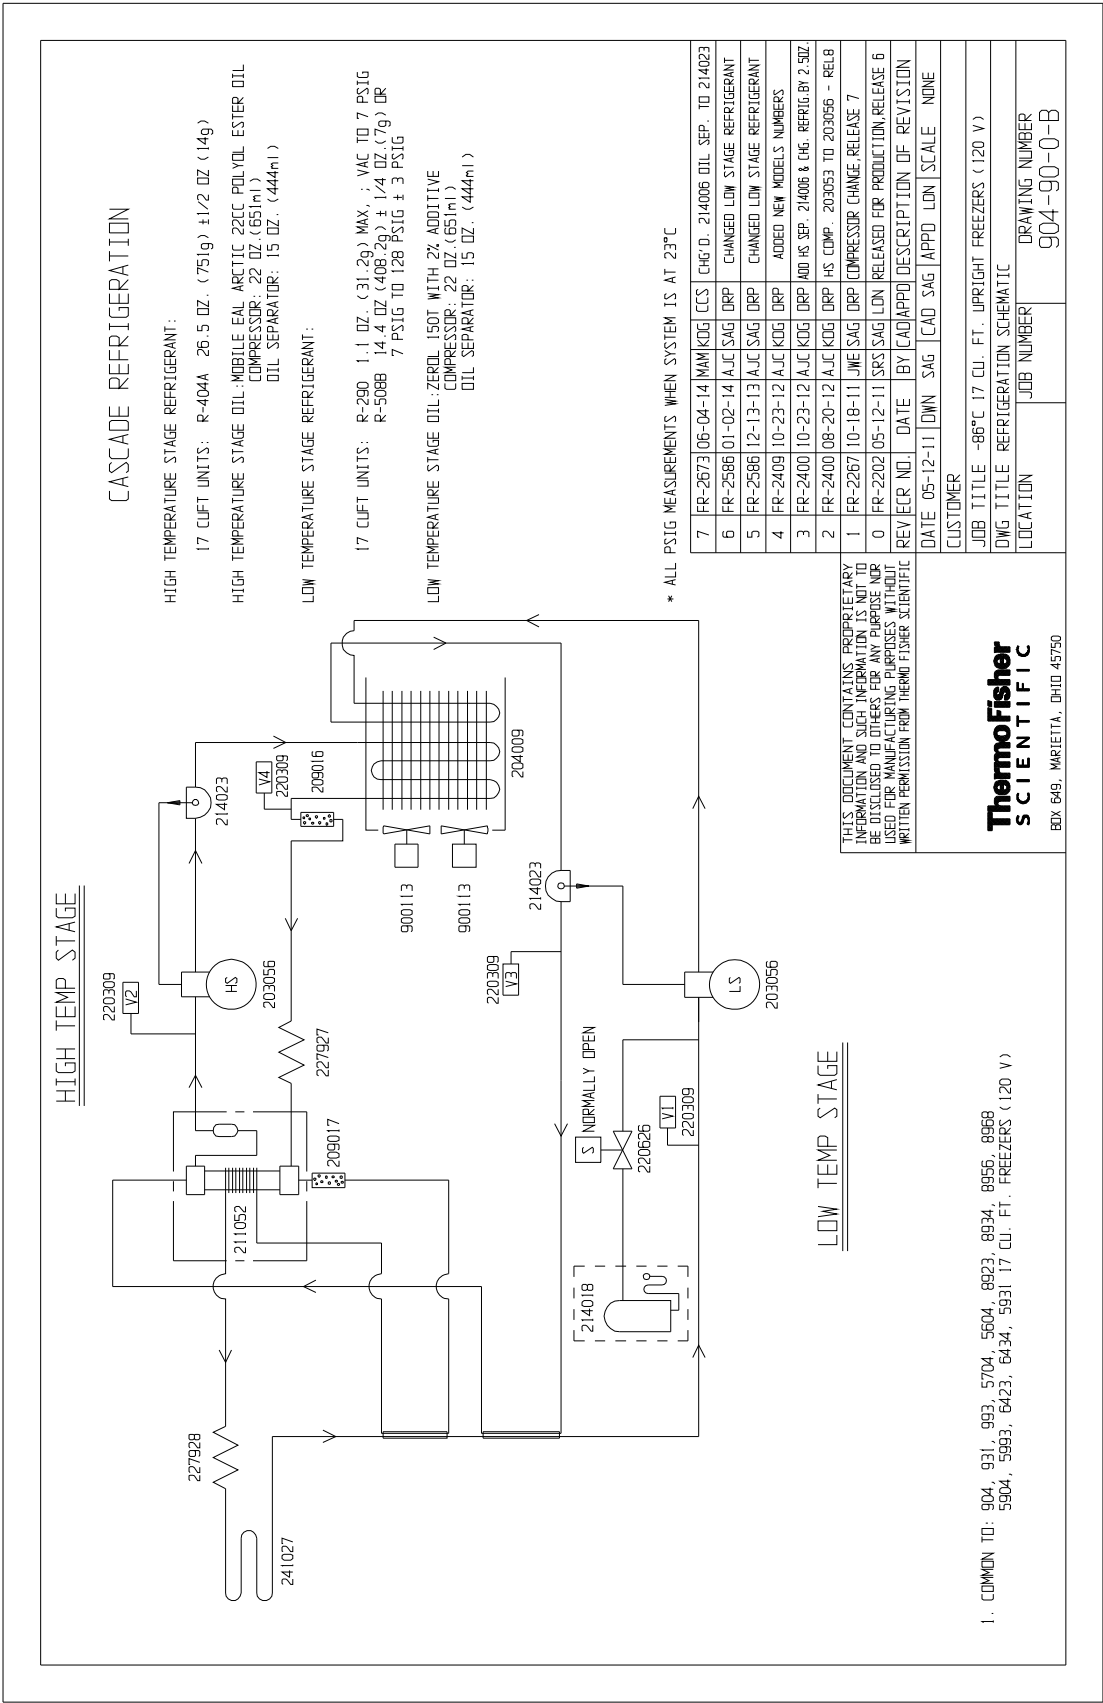 HIGH TEMP STAGE
CASCADE REFRIGERATION
HIGH TEMPERATURE STAGE REFRIGERANT:
17 CUFT UNITS: R-404A 26.5 OZ. (751g) ±1/2 OZ (14g)
HIGH TEMPERATURE STAGE OIL:MOBILE EAL ARCTIC 22CC POLYOL ESTER OIL
COMPRESSOR: 22 OZ.(651ml)
OIL SEPARATOR: 15 OZ. (444ml)
LOW TEMPERATURE STAGE REFRIGERANT:
17 CUFT UNITS: R-290 1.1 OZ. (31.2g) MAX, ; VAC TO 7 PSIG
R-508B 14.4 OZ (408.2g) ± 1/4 OZ.(7g) OR
7 PSIG TO 128 PSIG ± 3 PSIG
LOW TEMPERATURE STAGE OIL:ZEROL 150T WITH 2% ADDITIVE
COMPRESSOR: 22 OZ.(651ml)
OIL SEPARATOR: 15 OZ. (444ml)
* ALL PSIG MEASUREMENTS WHEN SYSTEM IS AT 23°C
227928
241027
211052
209017
220309
V2
HS
203056
227927
214023
V4
220309
209016
900113
900113
204009
214018
S
NORMALLY OPEN
220626
V1
220309
220309
V3
214023
LS
203056
LOW TEMP STAGE
1. COMMON TO: 904, 931, 993, 5704, 5604, 8923, 8934, 8956, 8968
5904, 5993, 6423, 6434, 5931 17 CU. FT. FREEZERS (120 V)
THIS DOCUMENT CONTAINS PROPRIETARY
INFORMATION AND SUCH INFORMATION IS NOT TO
BE DISCLOSED TO OTHERS FOR ANY PURPOSE NOR
USED FOR MANUFACTURING PURPOSES WITHOUT
WRITTEN PERMISSION FROM THERMO FISHER SCIENTIFIC
ThermoFisher
SCIENTIFIC
BOX 649, MARIETTA, OHIO 45750
7 FR-2673 06-04-14 MAM KDG CCS CHG'D. 214006 OIL SEP. TO 214023
6 FR-2586 01-02-14 AJC SAG DRP CHANGED LOW STAGE REFRIGERANT
5 FR-2586 12-13-13 AJC SAG DRP CHANGED LOW STAGE REFRIGERANT
4 FR-2409 10-23-12 AJC KDG DRP ADDED NEW MODELS NUMBERS
3 FR-2400 10-23-12 AJC KDG DRP ADD HS SEP. 214006 & CHG. REFRIG.BY 2.5OZ.
2 FR-2400 08-20-12 AJC KDG DRP HS COMP. 203053 TO 203056 - REL8
1 FR-2267 10-18-11 JWE SAG DRP COMPRESSOR CHANGE,RELEASE 7
0 FR-2202 05-12-11 SRS SAG LDN RELEASED FOR PRODUCTION,RELEASE 6
REV ECR NO. DATE BY CAD APPD DESCRIPTION OF REVISION
DATE 05-12-11 DWN SAG CAD SAG APPD LDN SCALE NONE
CUSTOMER
JOB TITLE -86°C 17 CU. FT. UPRIGHT FREEZERS (120 V)
DWG TITLE REFRIGERATION SCHEMATIC
LOCATION JOB NUMBER DRAWING NUMBER
904-90-0-B